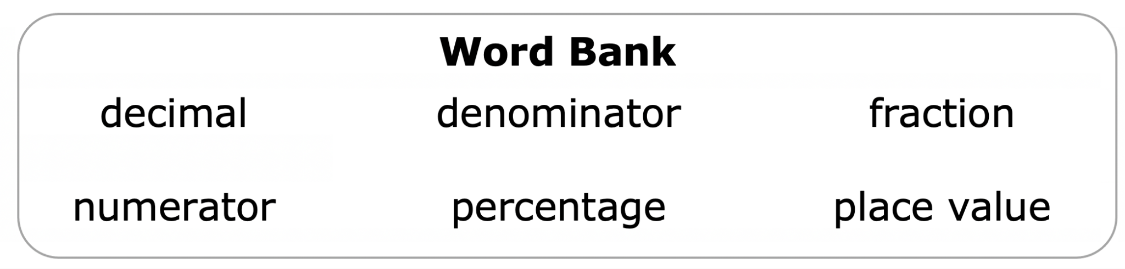 Word Bank
decimal denominator fraction
numerator percentage place value